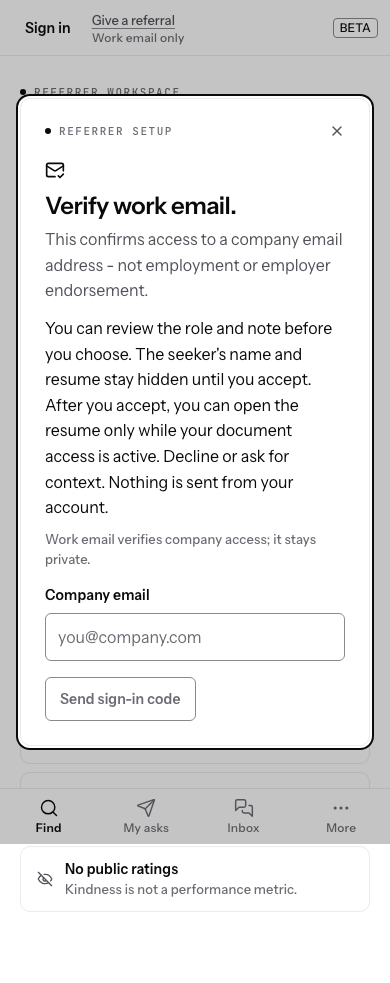 Sign in
Give a referral
Work email only
BETA
REFERRER WORKSPACE
REFERRER SETUP
Verify work email.
This confirms access to a company email
address - not employment or employer
endorsement.
You can review the role and note before
you choose. The seeker's name and
resume stay hidden until you accept.
After you accept, you can open the
resume only while your document
access is active. Decline or ask for
context. Nothing is sent from your
account.
Work email verifies company access; it stays
private.
Company email
you@company.com
Send sign-in code
Find
My asks
Inbox
More
No public ratings
Kindness is not a performance metric.